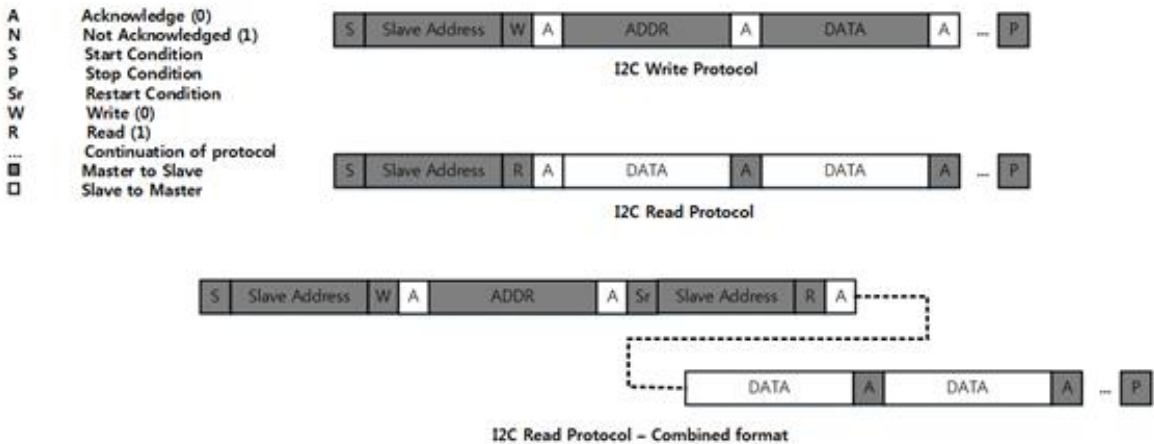 A Acknowledge (0)
N Not Acknowledged (1)
S Start Condition
P Stop Condition
Sr Restart Condition
W Write (0)
R Read (1)
... Continuation of protocol
Master to Slave
Slave to Master
S Slave Address W A ADDR A DATA A ... P
I2C Write Protocol
S Slave Address R A DATA A DATA A ... P
I2C Read Protocol
S Slave Address W A ADDR A Sr Slave Address R A
DATA A DATA A ... P
I2C Read Protocol – Combined format